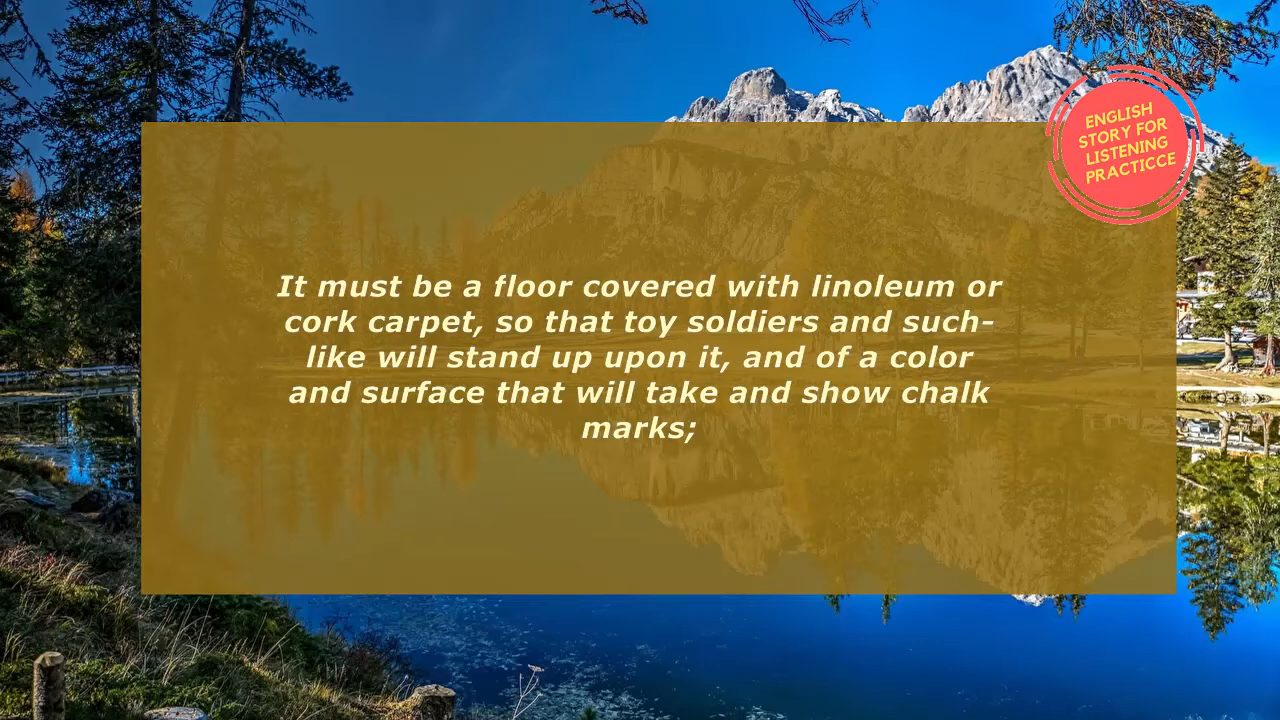 ENGLISH
STORY FOR
LISTENING
PRACTICCE
It must be a floor covered with linoleum or
cork carpet, so that toy soldiers and such-
like will stand up upon it, and of a color
and surface that will take and show chalk
marks;